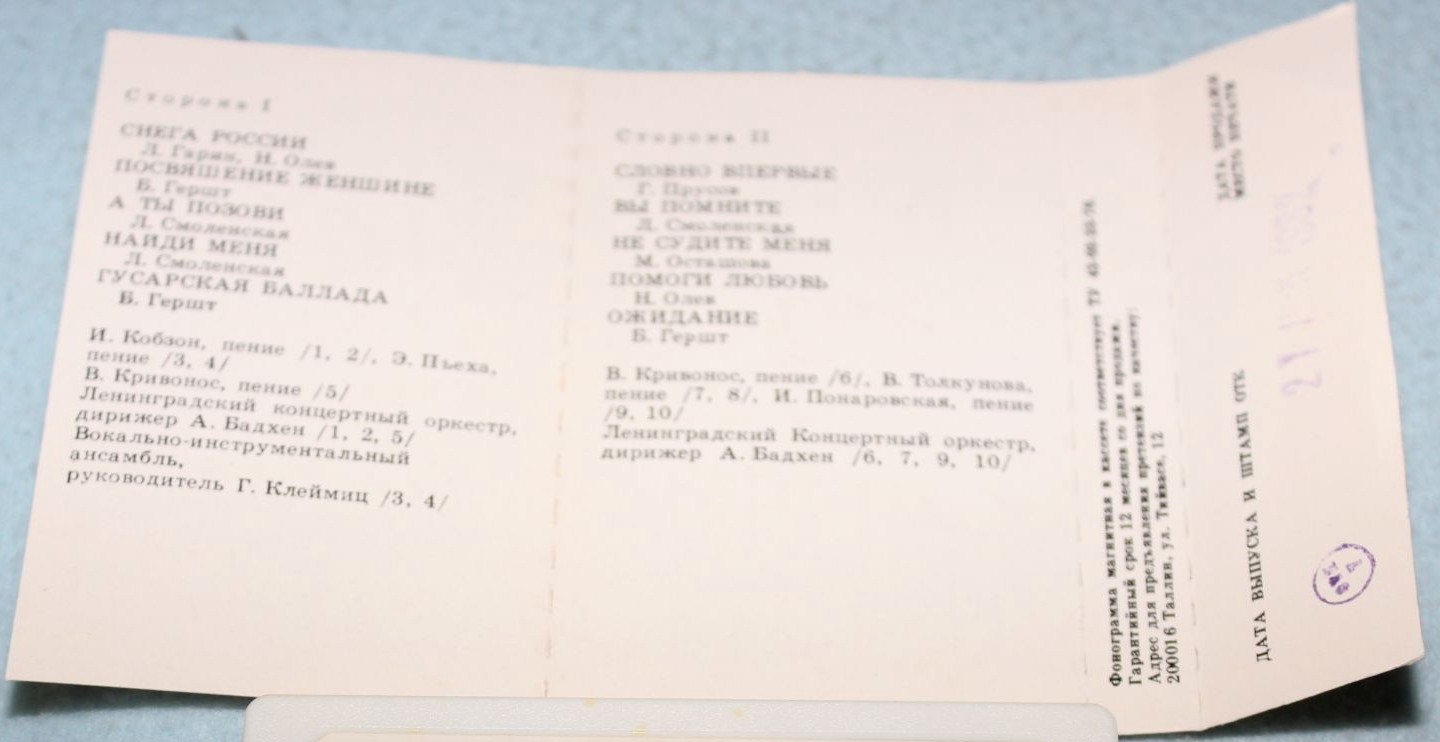 Сторона I
СНЕГА РОССИИ
Л. Гарин, Н. Олев
ПОСВЯЩЕНИЕ ЖЕНЩИНЕ
Б. Гершт
А ТЫ ПОЗОВИ
Л. Смоленская
НАЙДИ МЕНЯ
Л. Смоленская
ГУСАРСКАЯ БАЛЛАДА
Б. Гершт
И. Кобзон, пение /1, 2/, Э. Пьеха,
пение /3, 4/
В. Кривонос, пение /5/
Ленинградский концертный оркестр,
дирижер А. Бадхен /1, 2, 5/
Вокально-инструментальный
ансамбль,
руководитель Г. Клеймиц /3, 4/
Сторона II
СЛОВНО ВПЕРВЫЕ
Г. Прусов
ВЫ ПОМНИТЕ
Л. Смоленская
НЕ СУДИТЕ МЕНЯ
М. Осташова
ПОМОГИ ЛЮБОВЬ
Н. Олев
ОЖИДАНИЕ
Б. Гершт
В. Кривонос, пение /6/, В. Толкунова,
пение /7, 8/, И. Понаровская, пение
/9, 10/
Ленинградский Концертный оркестр,
дирижер А. Бадхен /6, 7, 9, 10/
Фонограмма магнитная в кассете соответствует ТУ
Гарантийный срок 12 месяцев со дня продажи.
Адрес для предъявления претензий по качеству:
200016 Таллин, ул. Тийвасе, 12
ДАТА ПРОДАЖИ
МЕСТО ПЕЧАТИ
ДАТА ВЫПУСКА И ШТАМП ОТК
21